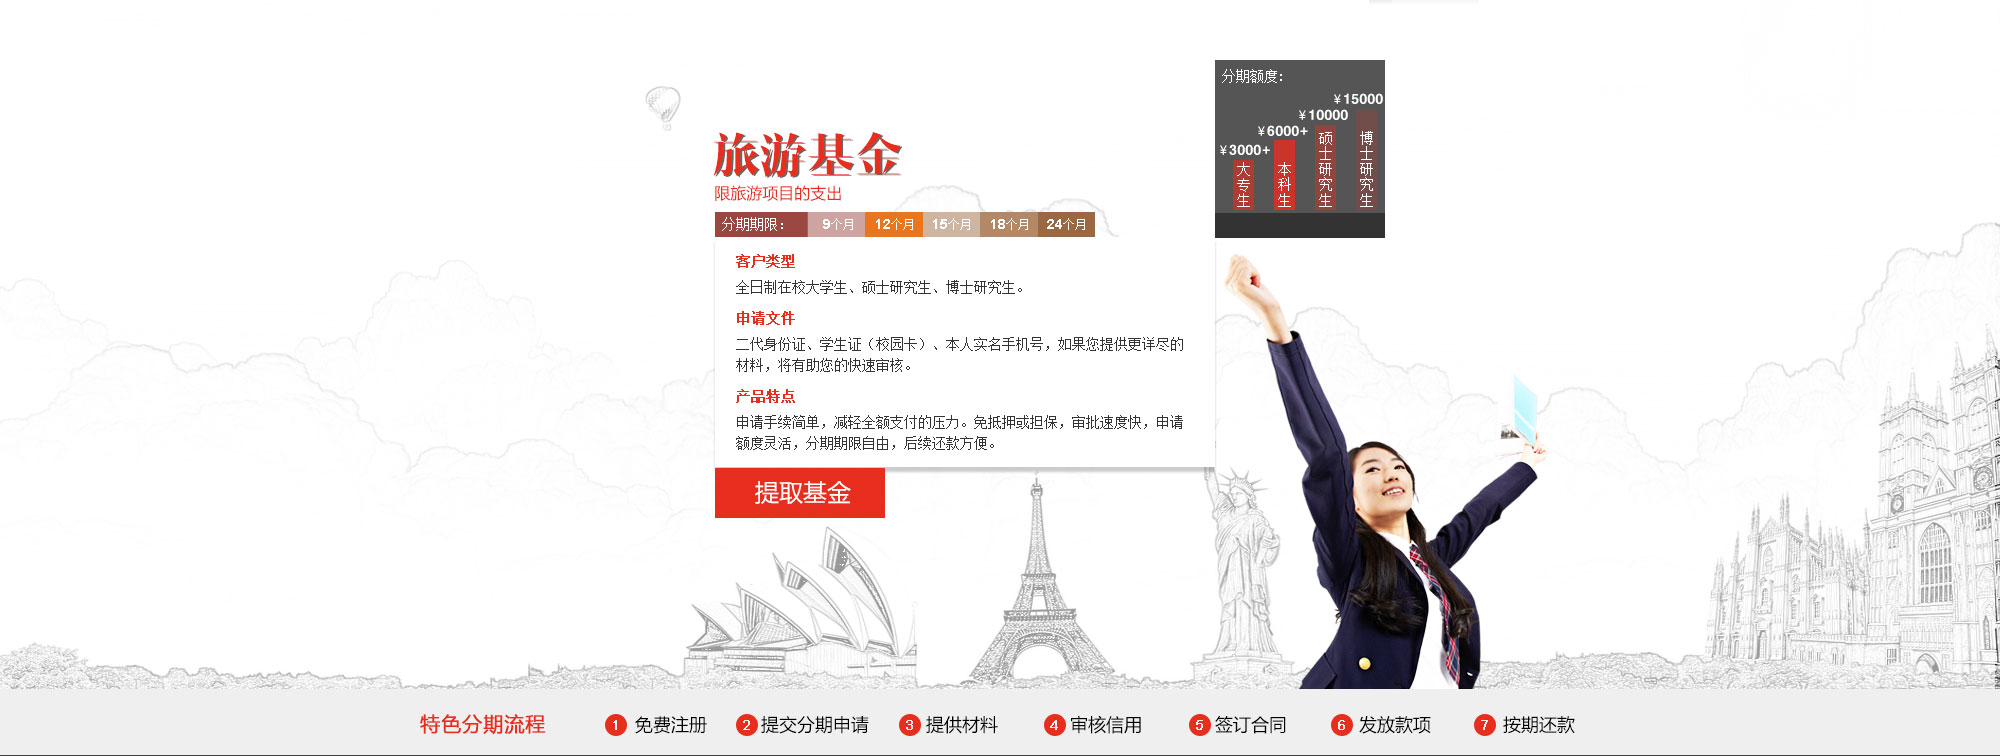 旅游基金
限旅游项目的支出
分期期限： 9个月 12个月 15个月 18个月 24个月
客户类型
全日制在校大学生、硕士研究生、博士研究生。
申请文件
二代身份证、学生证（校园卡）、本人实名手机号，如果您提供更详尽的
材料，将有助您的快速审核。
产品特点
申请手续简单，减轻全额支付的压力。免抵押或担保，审批速度快，申请
额度灵活，分期期限自由，后续还款方便。
提取基金
分期额度：
¥3000+
大专生
¥6000+
本科生
¥10000
硕士研究生
¥15000
博士研究生
特色分期流程 1 免费注册 2 提交分期申请 3 提供材料 4 审核信用 5 签订合同 6 发放款项 7 按期还款